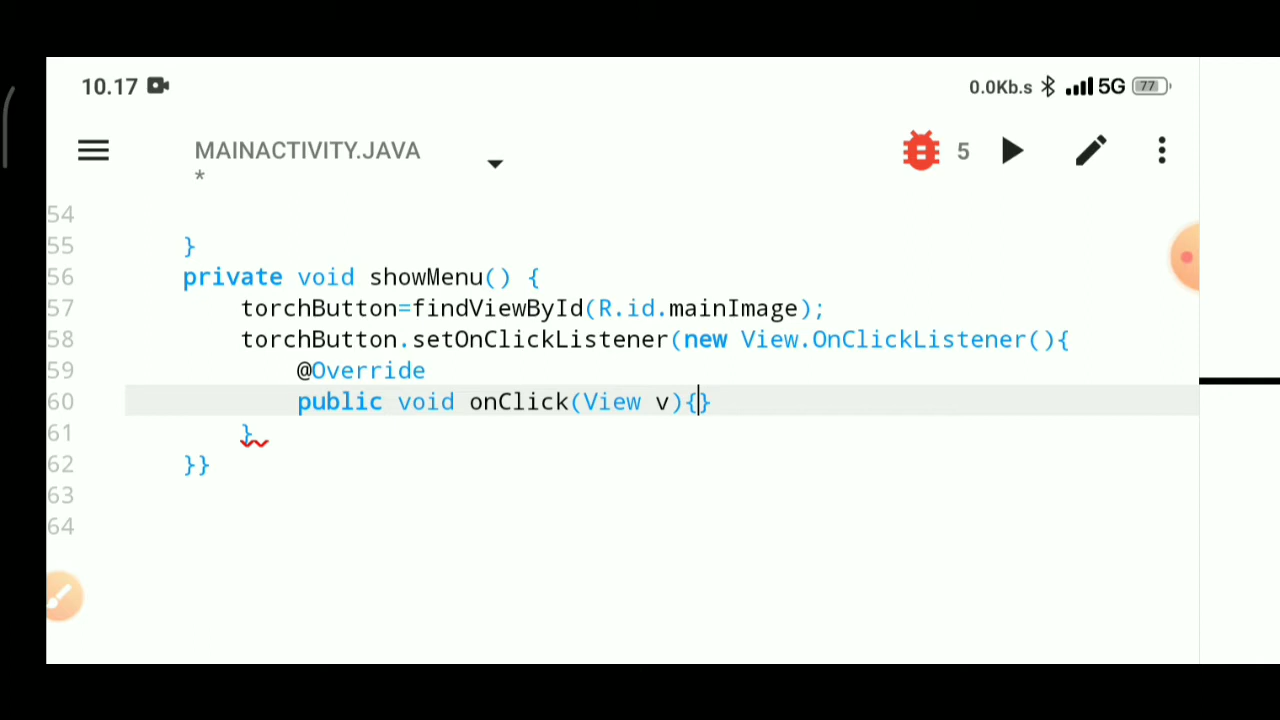 10.17 0.0Kb.s 5G 77
MAINACTIVITY.JAVA 5
*
54
55 }
56 private void showMenu() {
57 torchButton=findViewById(R.id.mainImage);
58 torchButton.setOnClickListener(new View.OnClickListener(){
59 @Override
60 public void onClick(View v){}
61 }
62 }}
63
64